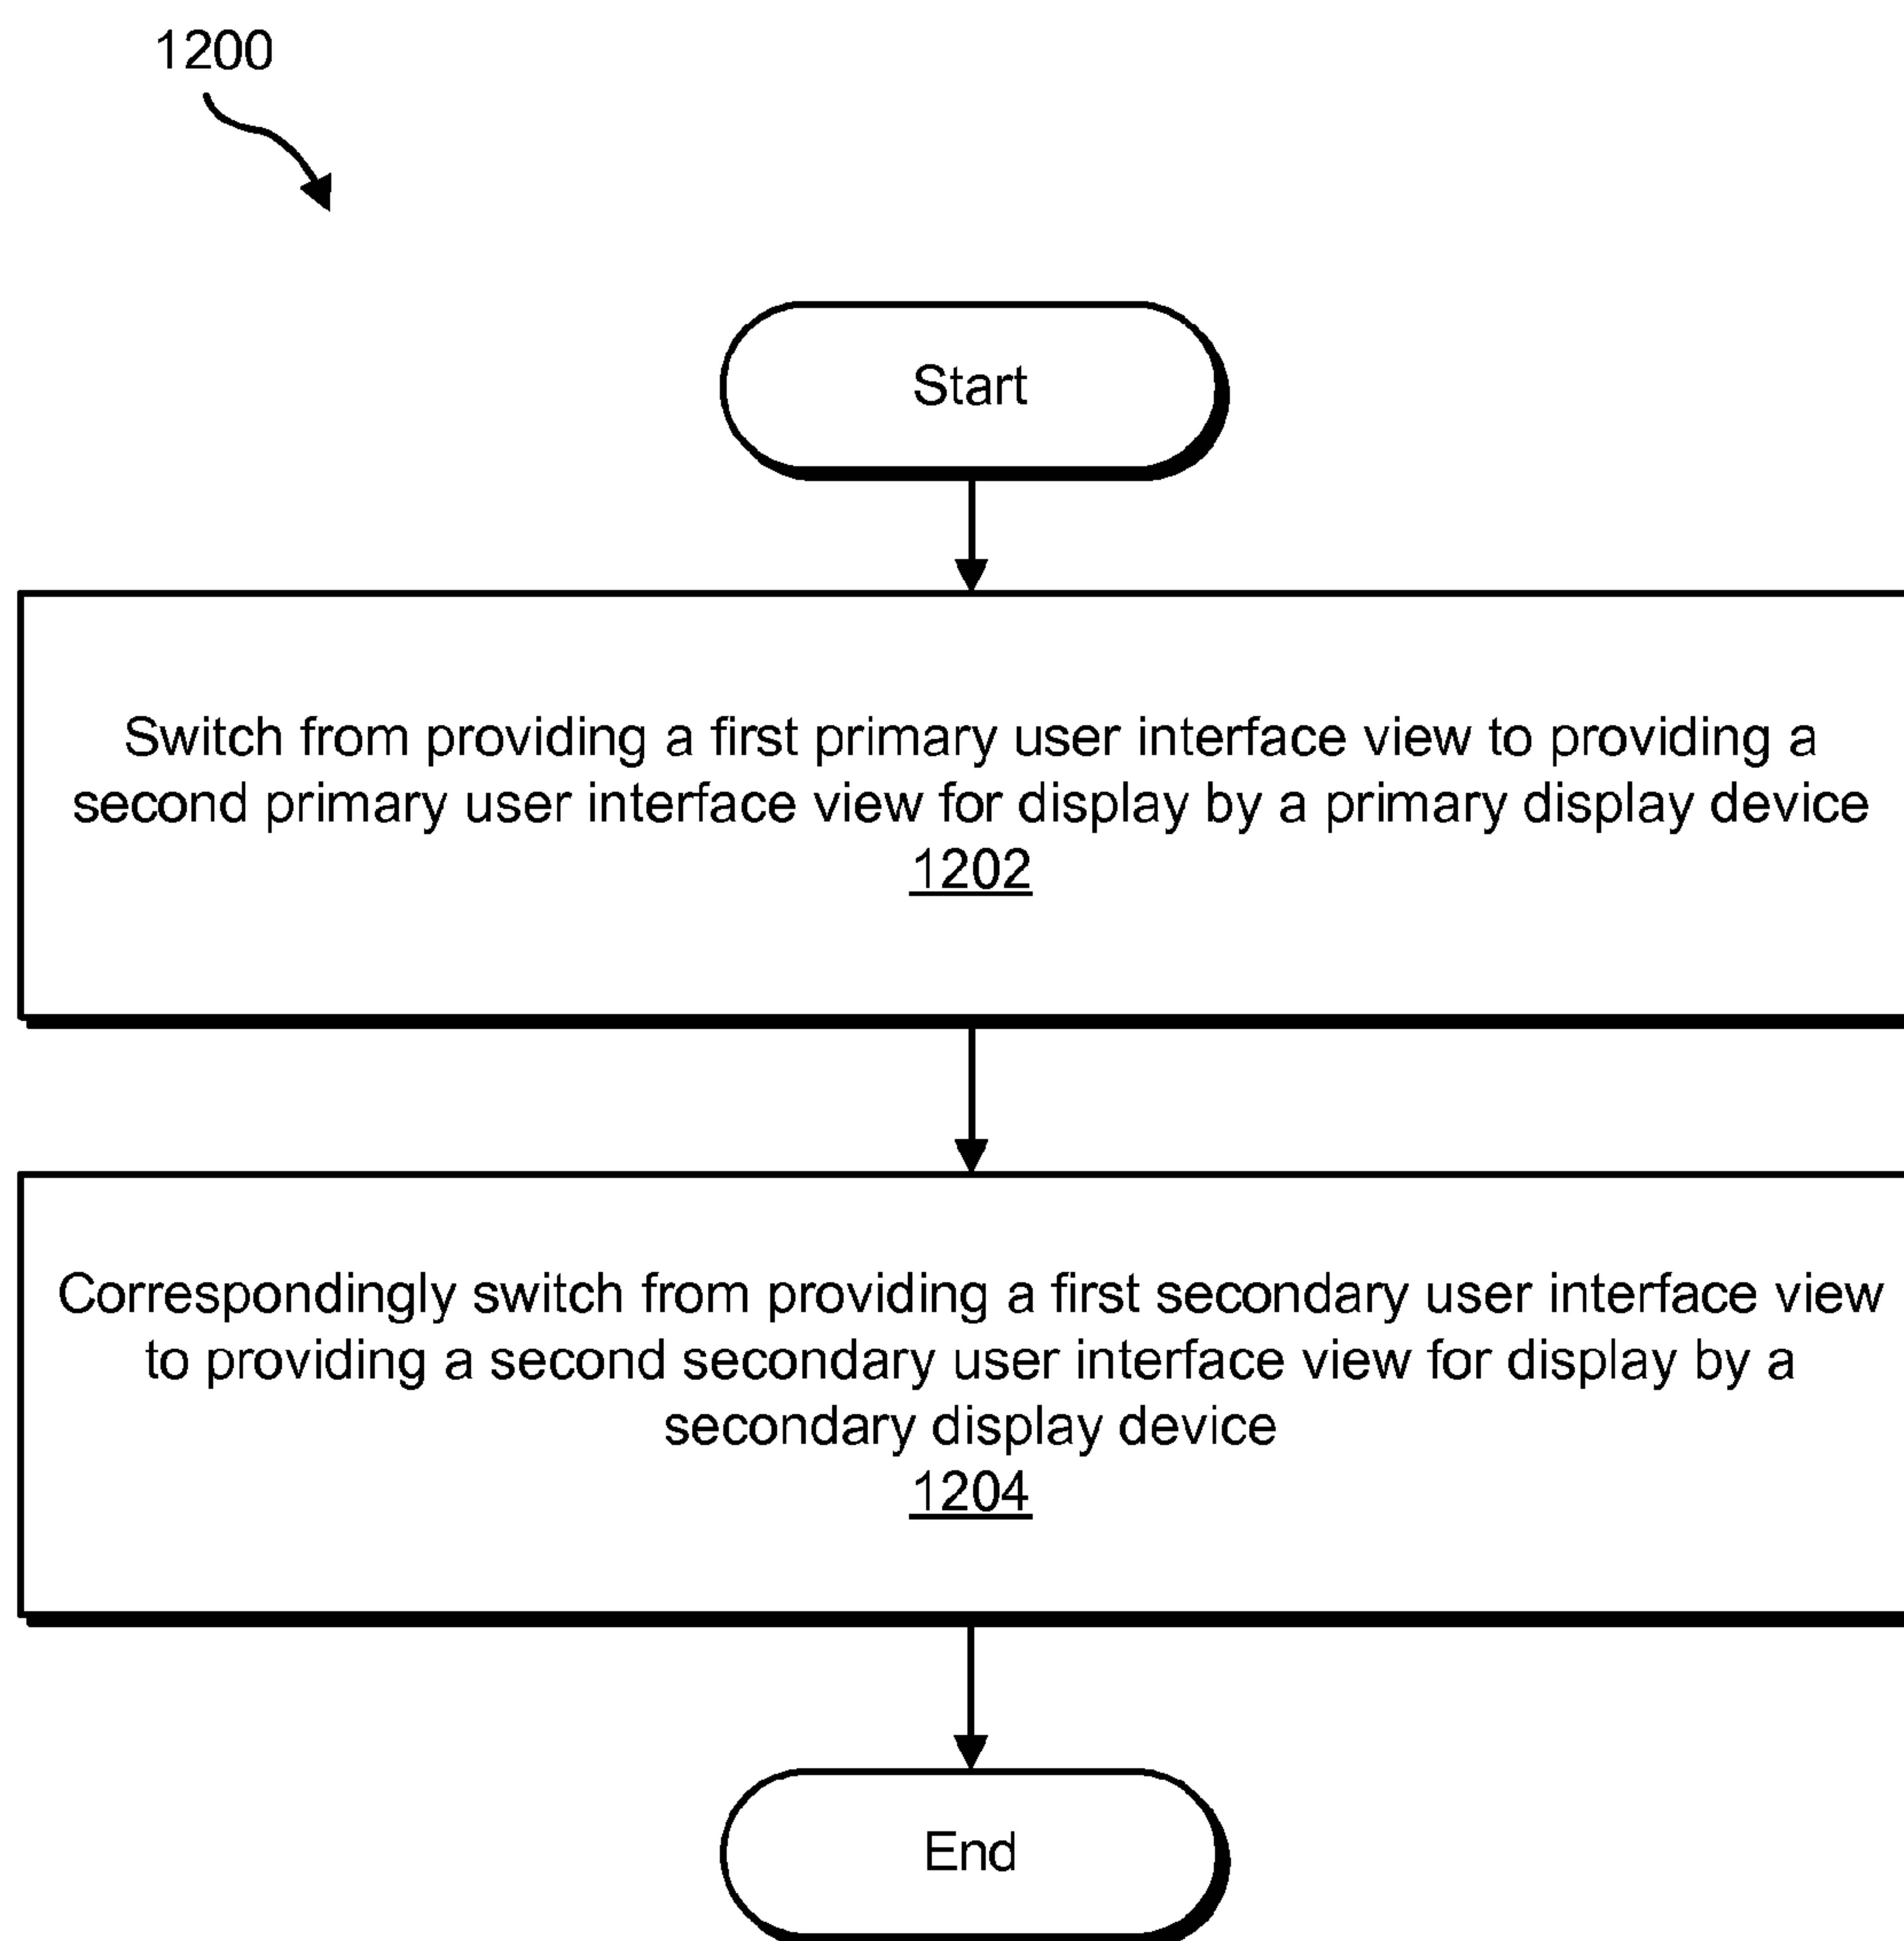 1200
Start
Switch from providing a first primary user interface view to providing a
second primary user interface view for display by a primary display device
1202
Correspondingly switch from providing a first secondary user interface view
to providing a second secondary user interface view for display by a
secondary display device
1204
End